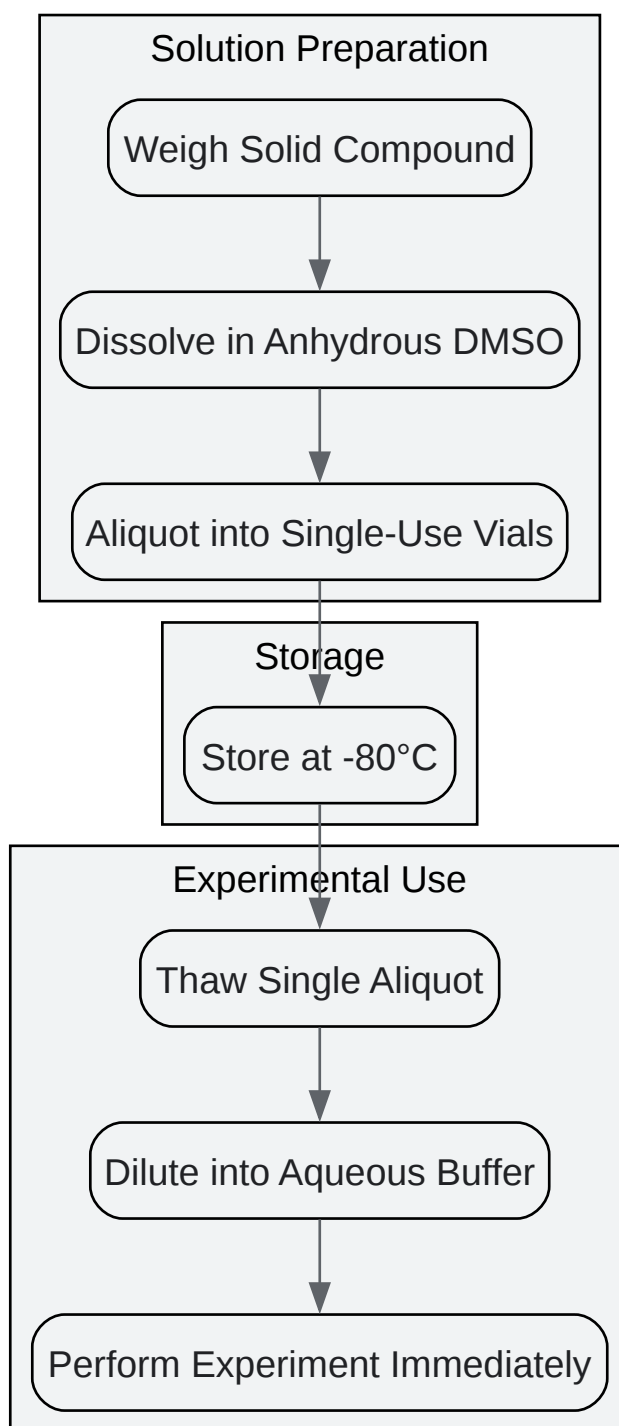 Solution Preparation
Weigh Solid Compound
Dissolve in Anhydrous DMSO
Aliquot into Single-Use Vials
Storage
Store at -80°C
Experimental Use
Thaw Single Aliquot
Dilute into Aqueous Buffer
Perform Experiment Immediately